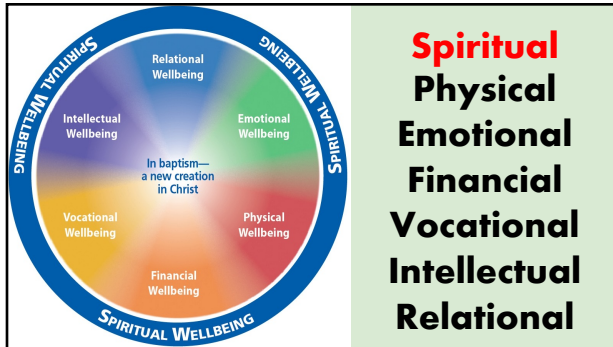 SPIRITUAL WELLBEING
SPIRITUAL WELLBEING
SPIRITUAL WELLBEING
Relational
Wellbeing
Intellectual
Wellbeing
Emotional
Wellbeing
In baptism—
a new creation
in Christ
Vocational
Wellbeing
Physical
Wellbeing
Financial
Wellbeing
Spiritual
Physical
Emotional
Financial
Vocational
Intellectual
Relational